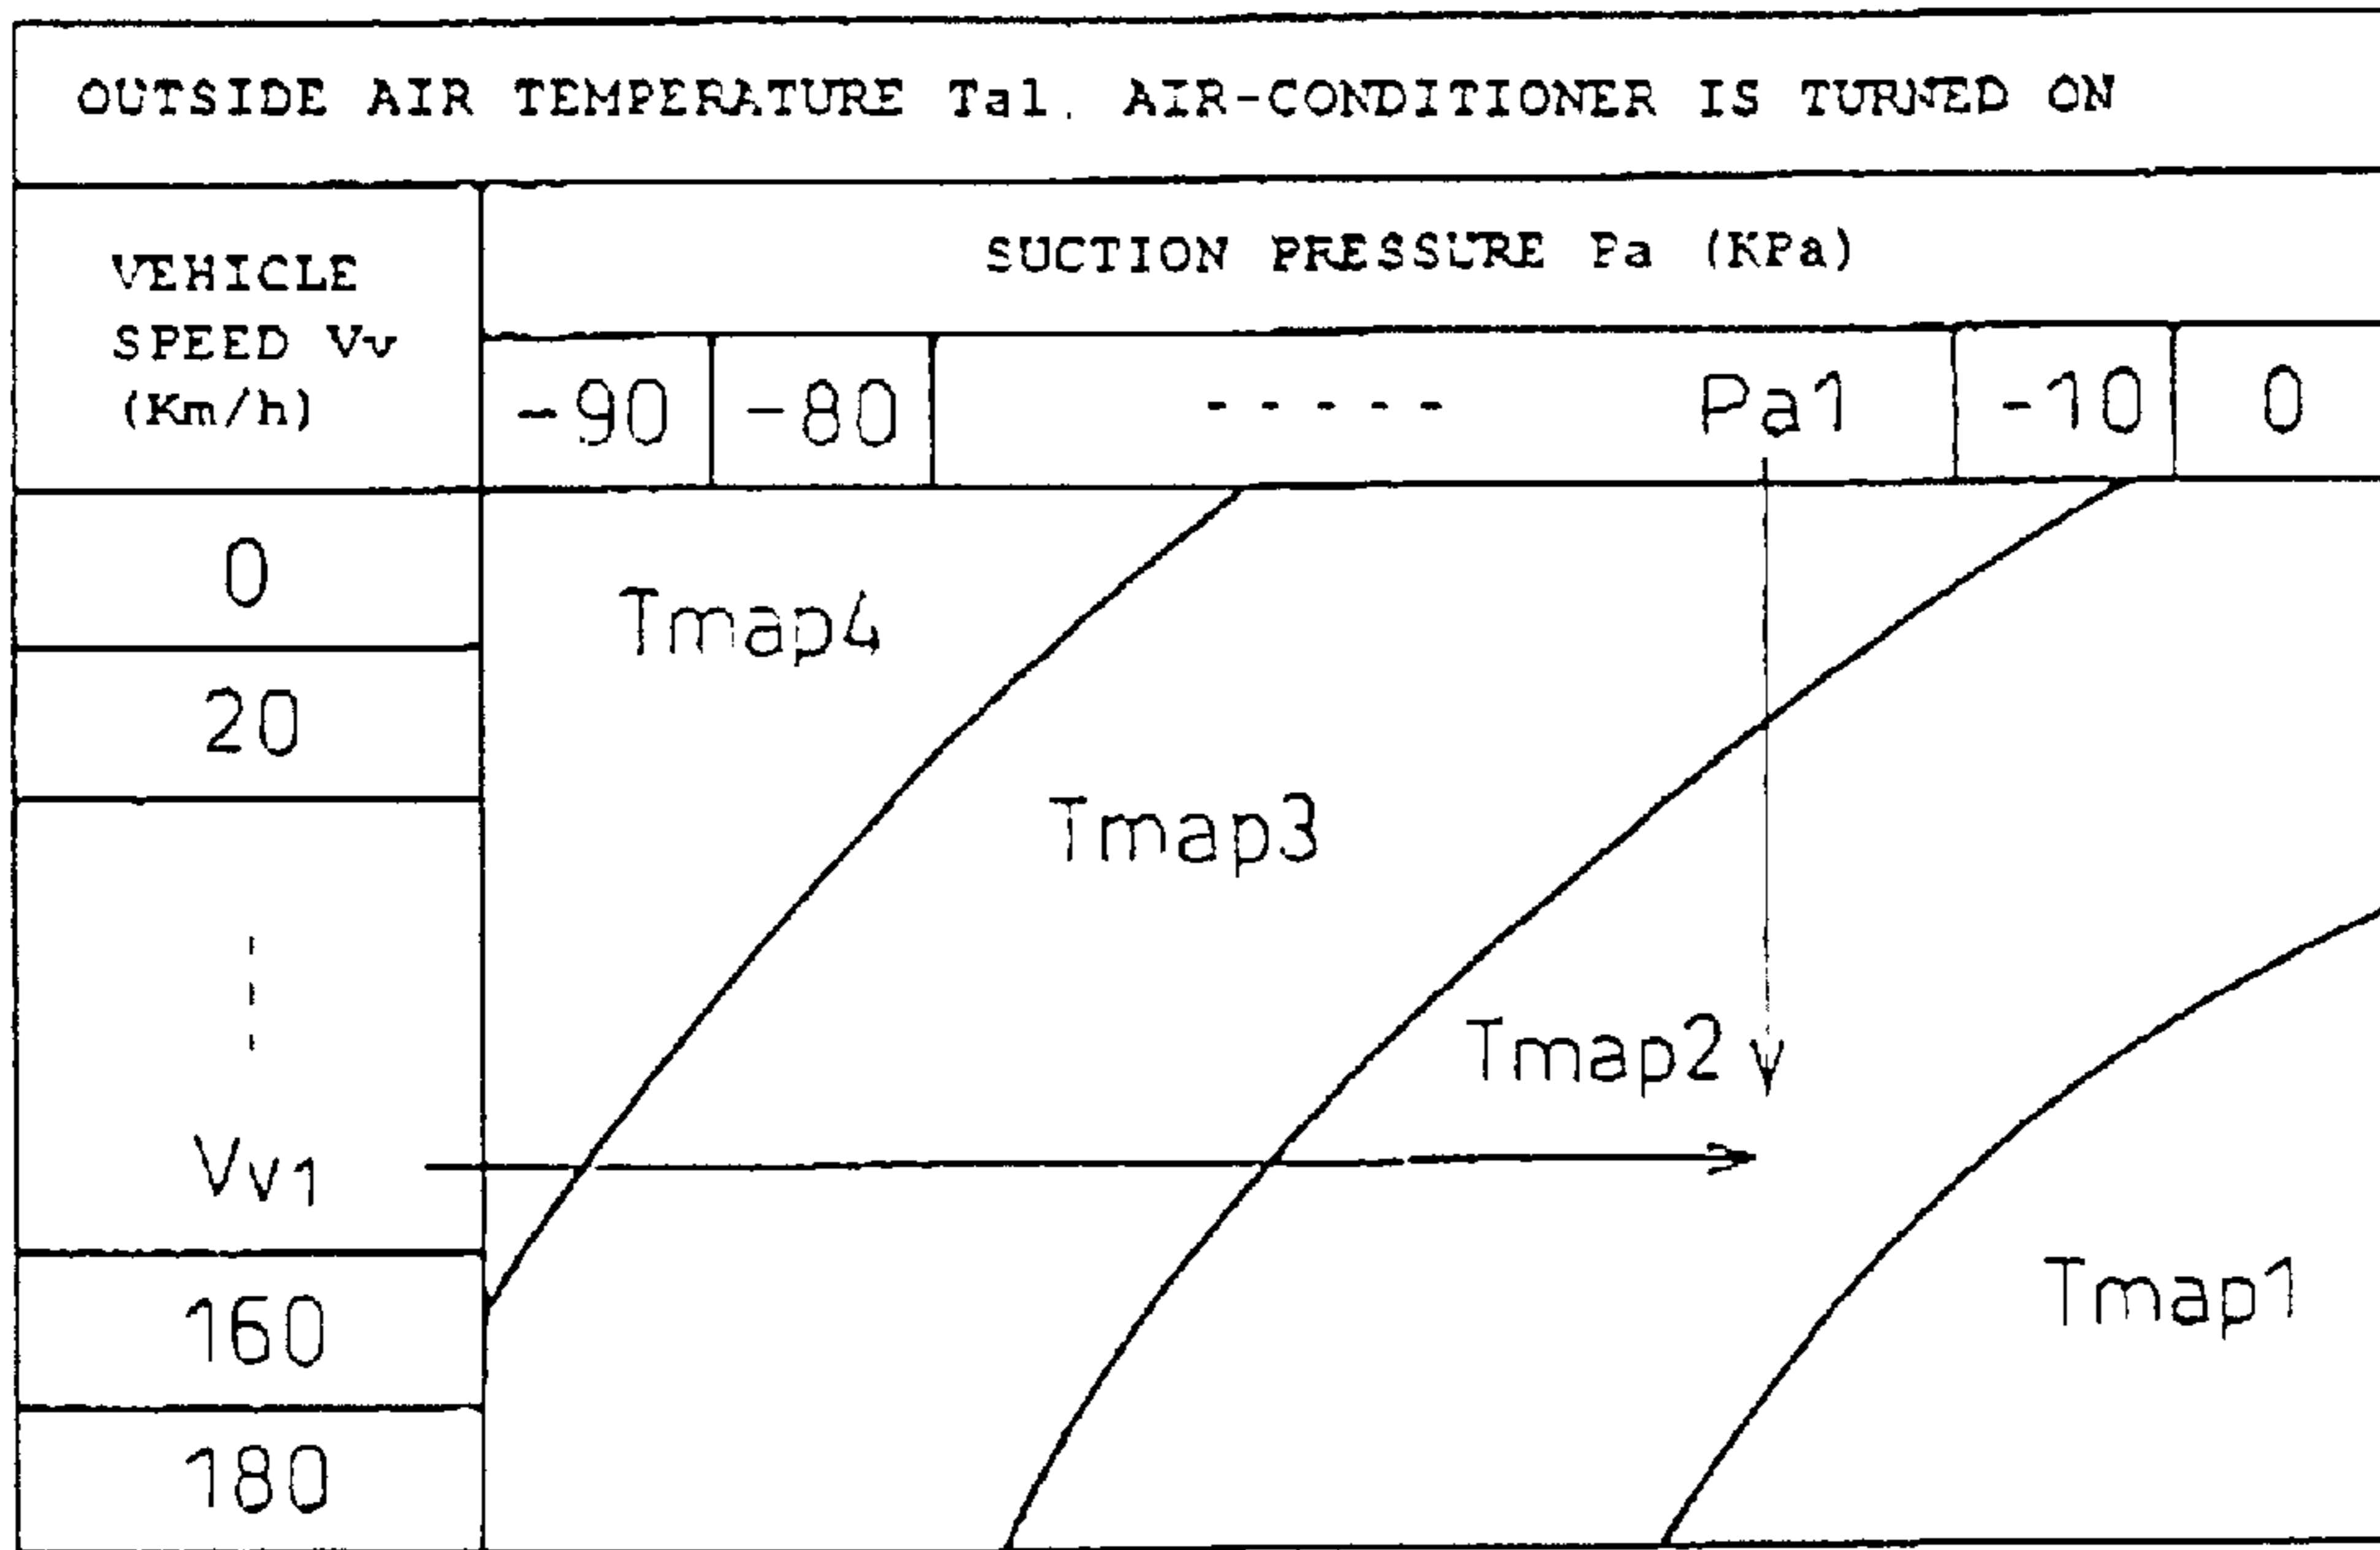 OUTSIDE AIR TEMPERATURE Ta1. AIR-CONDITIONER IS TURNED ON
VEHICLE
SPEED Vv
(Km/h)
SUCTION PRESSURE Pa (KPa)
-90 -80 ----- Pa1 -10 0
0
Tmap4
20
Tmap3
Tmap2
Vv1
160
Tmap1
180